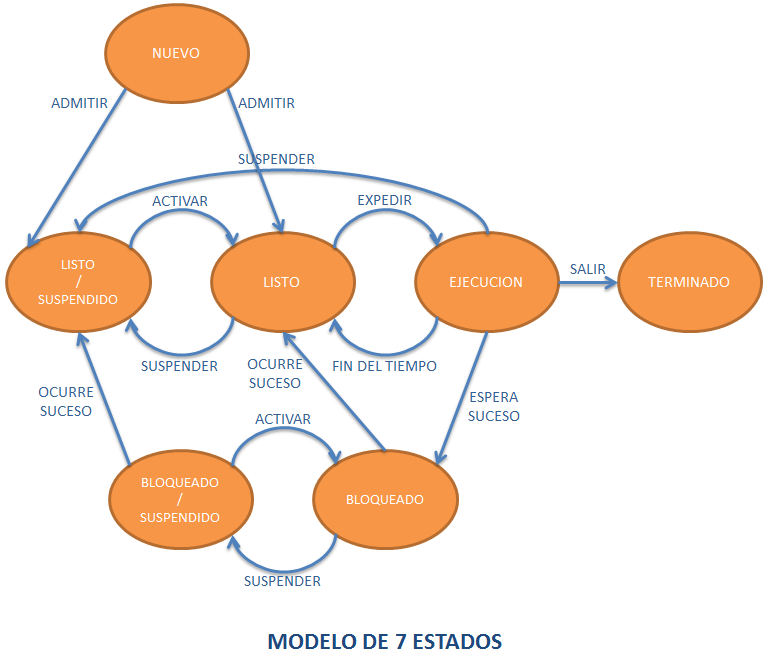 NUEVO
ADMITIR
ADMITIR
SUSPENDER
ACTIVAR
EXPEDIR
LISTO
/
SUSPENDIDO
LISTO
EJECUCION
SALIR
TERMINADO
SUSPENDER
OCURRE
SUCESO
FIN DEL TIEMPO
OCURRE
SUCESO
ESPERA
SUCESO
ACTIVAR
BLOQUEADO
/
SUSPENDIDO
BLOQUEADO
SUSPENDER
MODELO DE 7 ESTADOS